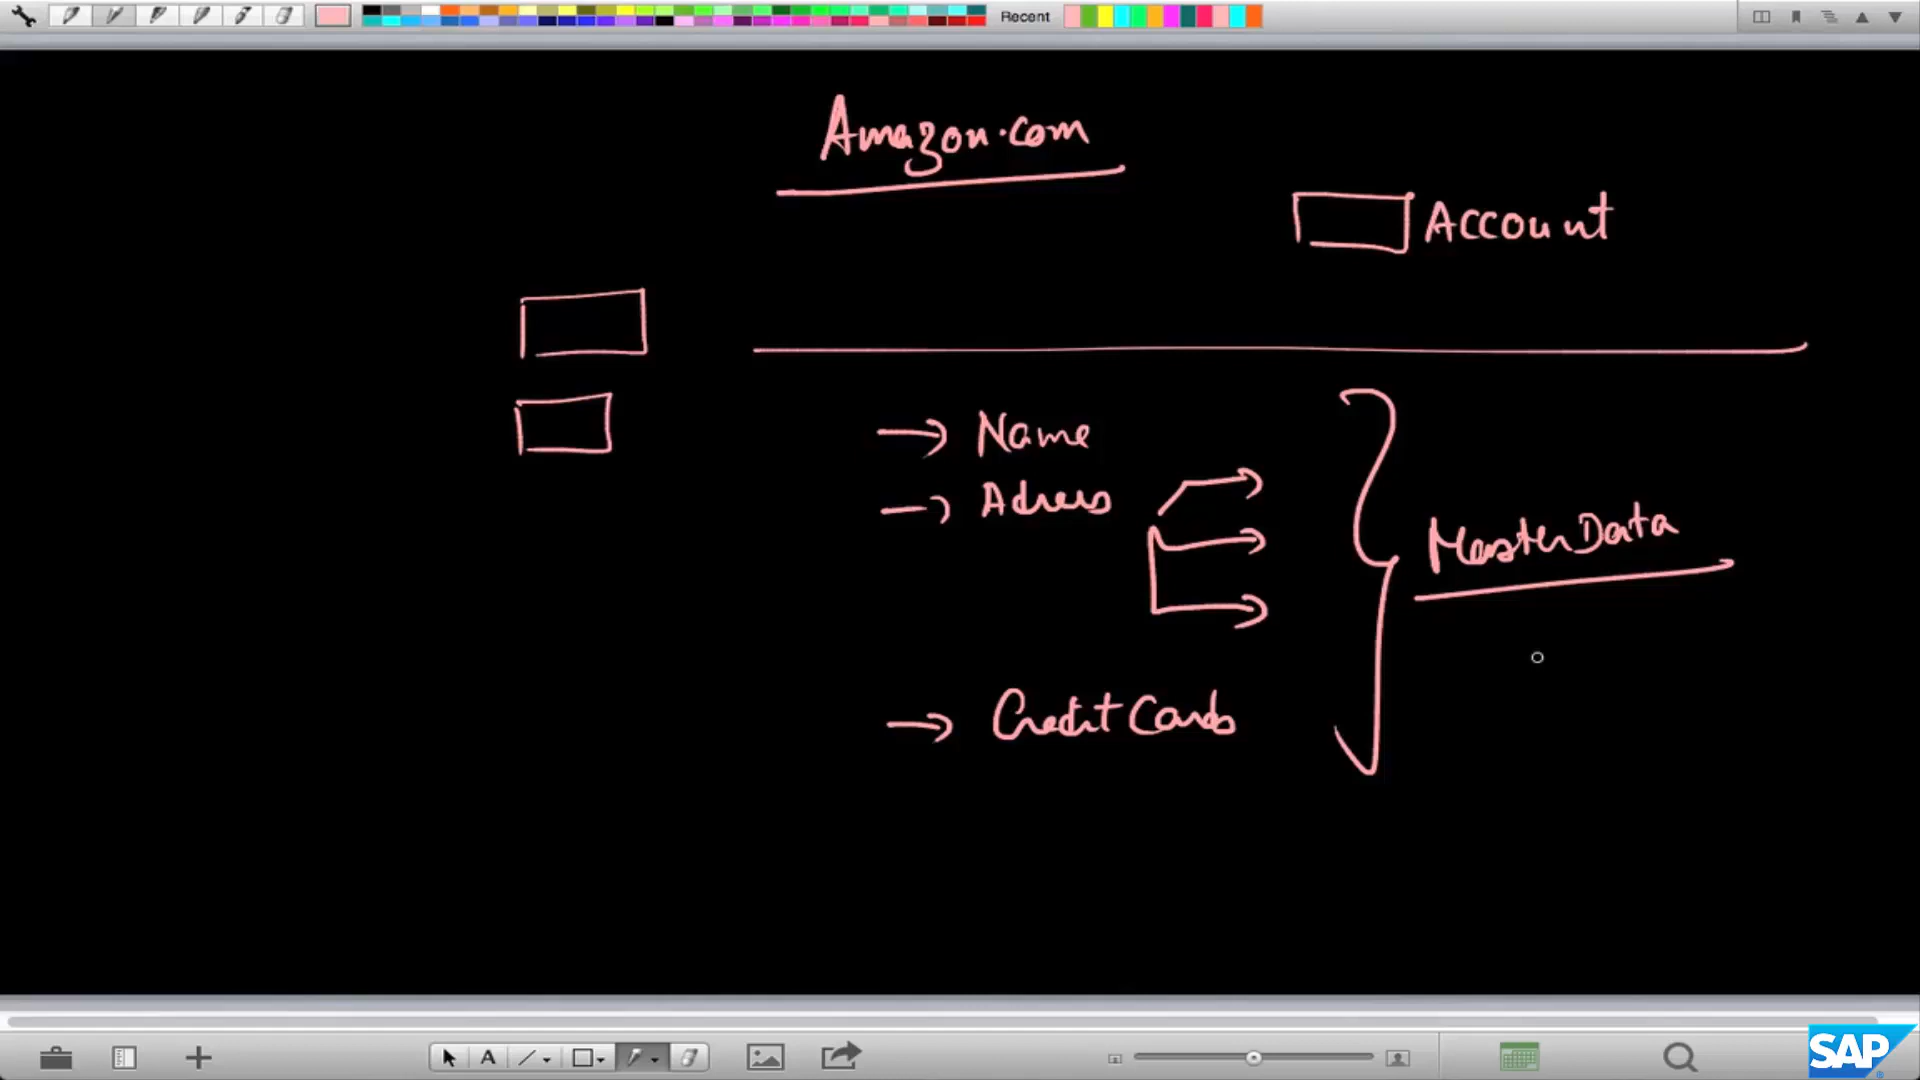 Recent
Amazon.com
Account
Name
Adress
Master Data
Credit Cards
A
SAP